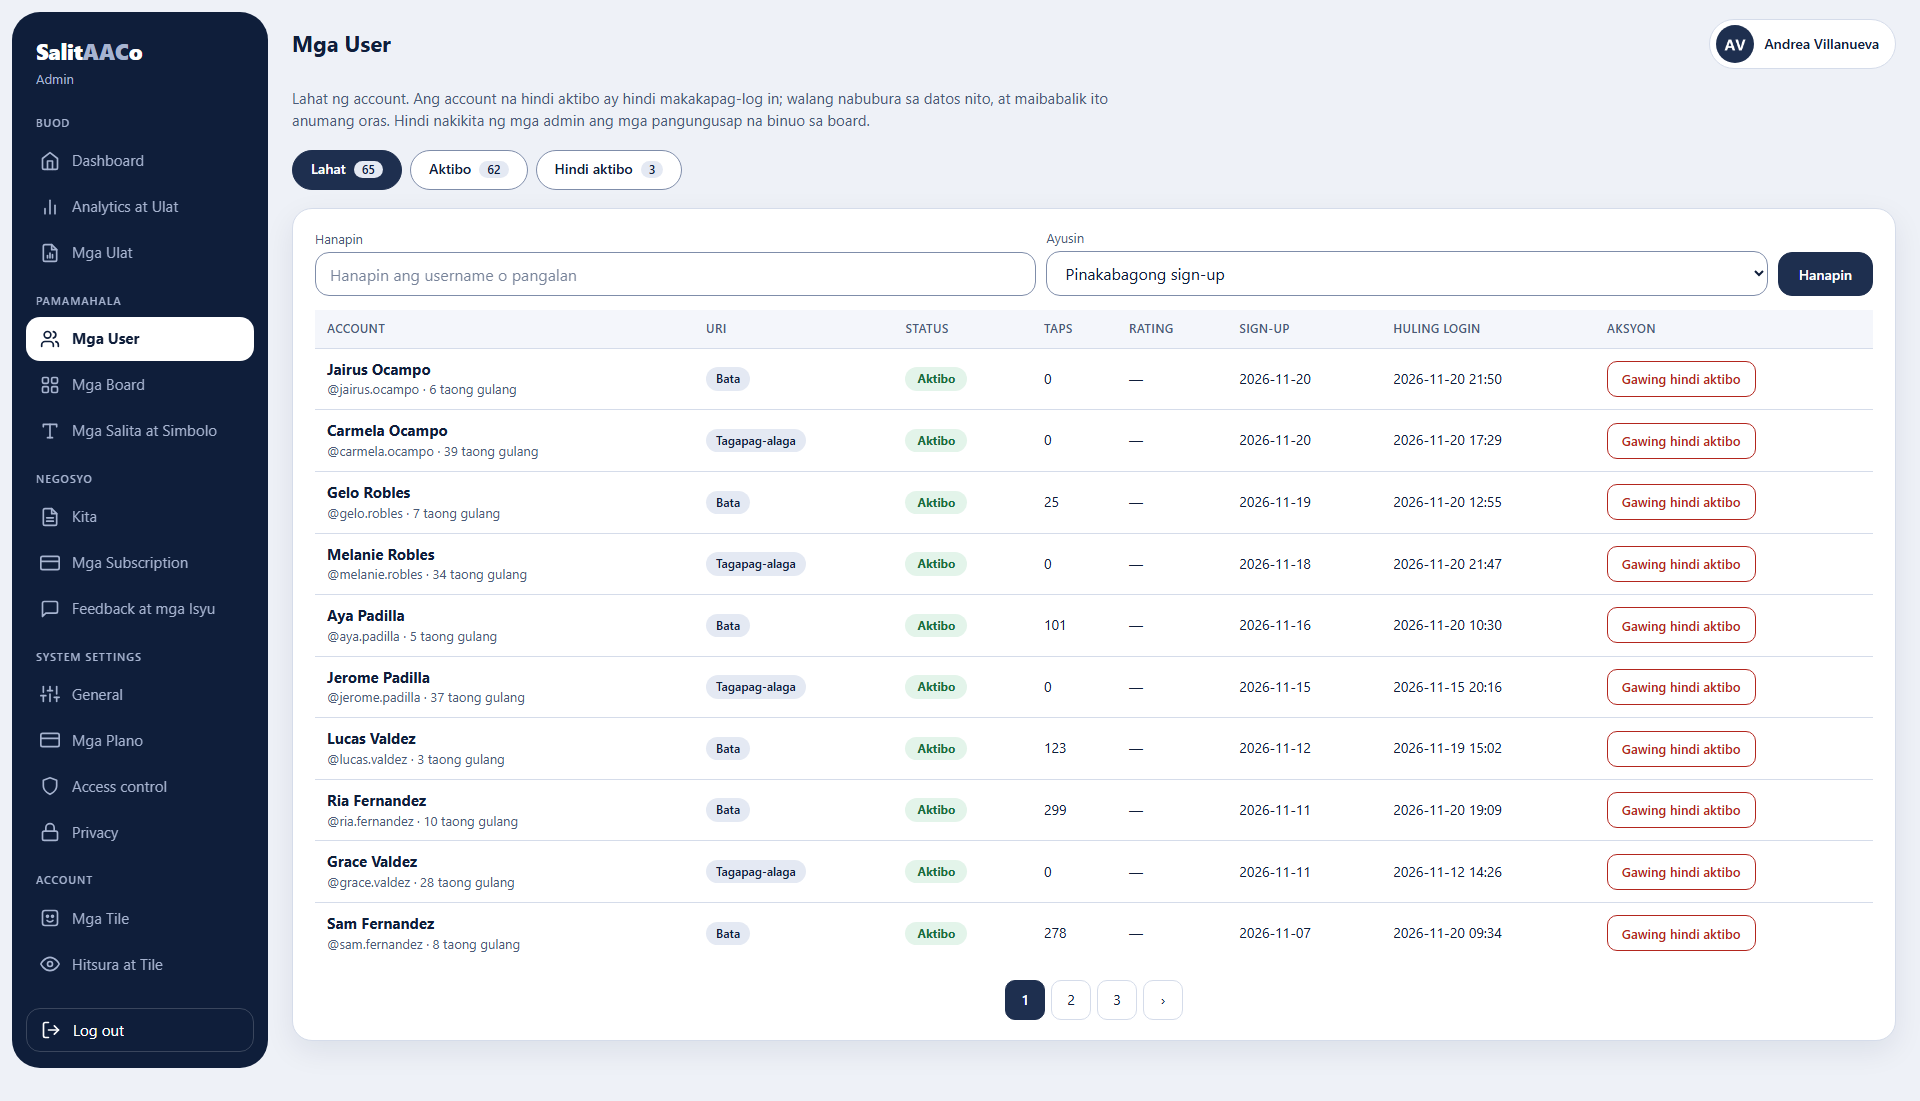 SalitAACo
Admin
BUOD
Dashboard
Analytics at Ulat
Mga Ulat
PAMAMAHALA
Mga User
Mga Board
Mga Salita at Simbolo
NEGOSYO
Kita
Mga Subscription
Feedback at mga Isyu
SYSTEM SETTINGS
General
Mga Plano
Access control
Privacy
ACCOUNT
Mga Tile
Hitsura at Tile
Log out
Mga User
AV Andrea Villanueva
Lahat ng account. Ang account na hindi aktibo ay hindi makakapag-log in; walang nabubura sa datos nito, at maibabalik ito
anumang oras. Hindi nakikita ng mga admin ang mga pangungusap na binuo sa board.
Lahat 65 Aktibo 62 Hindi aktibo 3
Hanapin Ayusin
Hanapin ang username o pangalan Pinakabagong sign-up Hanapin
ACCOUNT URI STATUS TAPS RATING SIGN-UP HULING LOGIN AKSYON
Jairus Ocampo
@jairus.ocampo · 6 taong gulang Bata Aktibo 0 — 2026-11-20 2026-11-20 21:50 Gawing hindi aktibo
Carmela Ocampo
@carmela.ocampo · 39 taong gulang Tagapag-alaga Aktibo 0 — 2026-11-20 2026-11-20 17:29 Gawing hindi aktibo
Gelo Robles
@gelo.robles · 7 taong gulang Bata Aktibo 25 — 2026-11-19 2026-11-20 12:55 Gawing hindi aktibo
Melanie Robles
@melanie.robles · 34 taong gulang Tagapag-alaga Aktibo 0 — 2026-11-18 2026-11-20 21:47 Gawing hindi aktibo
Aya Padilla
@aya.padilla · 5 taong gulang Bata Aktibo 101 — 2026-11-16 2026-11-20 10:30 Gawing hindi aktibo
Jerome Padilla
@jerome.padilla · 37 taong gulang Tagapag-alaga Aktibo 0 — 2026-11-15 2026-11-15 20:16 Gawing hindi aktibo
Lucas Valdez
@lucas.valdez · 3 taong gulang Bata Aktibo 123 — 2026-11-12 2026-11-19 15:02 Gawing hindi aktibo
Ria Fernandez
@ria.fernandez · 10 taong gulang Bata Aktibo 299 — 2026-11-11 2026-11-20 19:09 Gawing hindi aktibo
Grace Valdez
@grace.valdez · 28 taong gulang Tagapag-alaga Aktibo 0 — 2026-11-11 2026-11-12 14:26 Gawing hindi aktibo
Sam Fernandez
@sam.fernandez · 8 taong gulang Bata Aktibo 278 — 2026-11-07 2026-11-20 09:34 Gawing hindi aktibo
1 2 3 ›